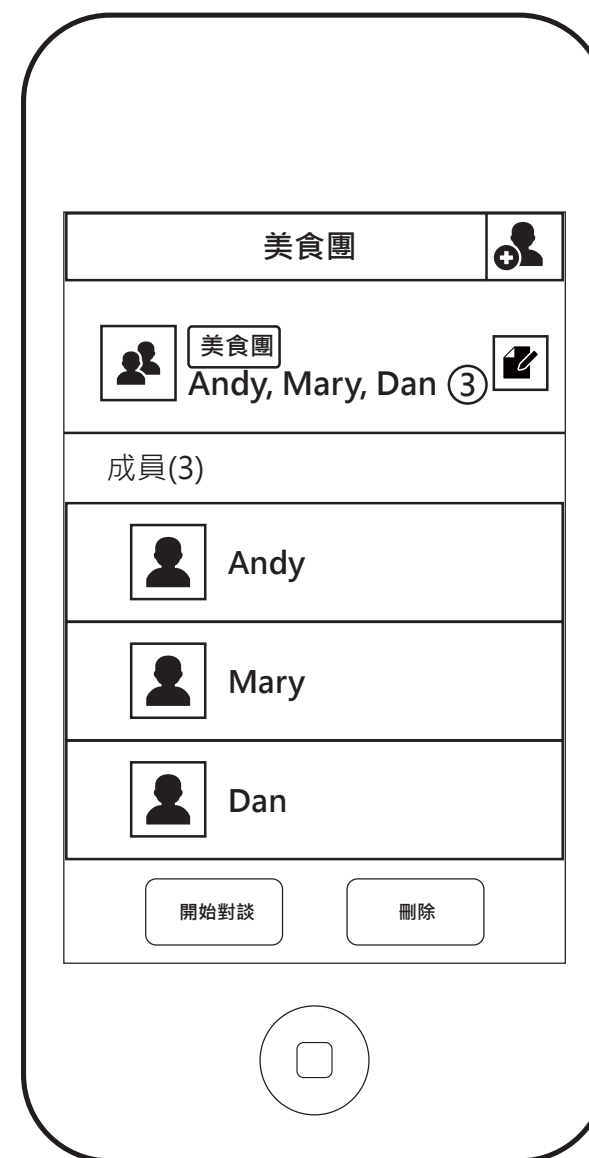 美食團
美食團
Andy, Mary, Dan ③
成員(3)
Andy
Mary
Dan
開始對談
刪除